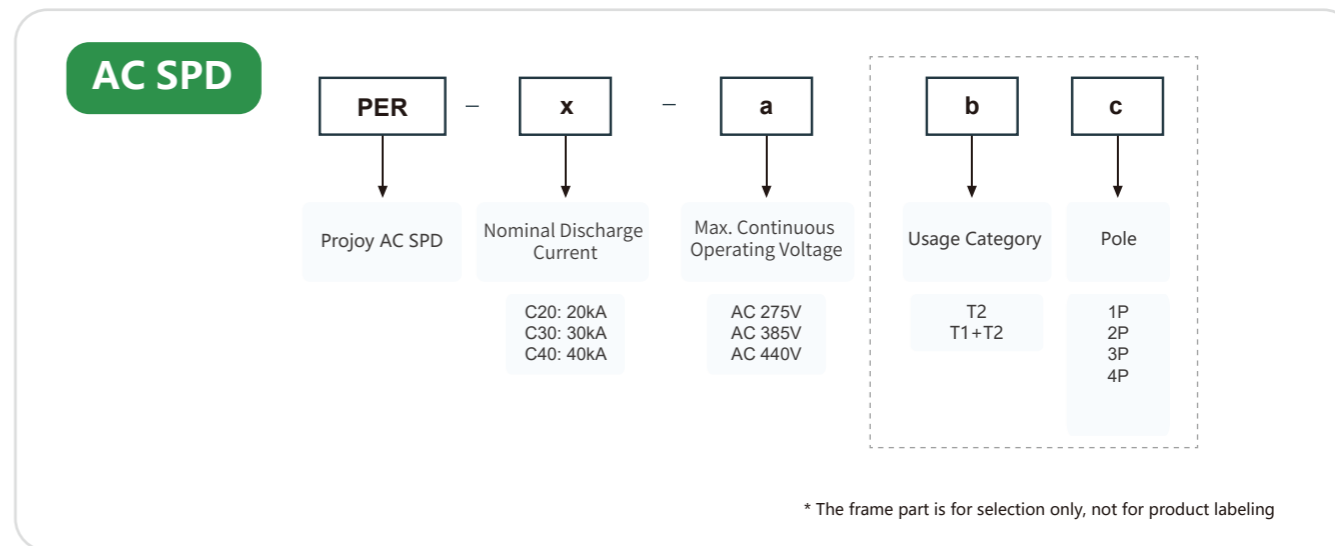 AC SPD
PER – x – a b c
Projoy AC SPD
Nominal Discharge
Current
Max. Continuous
Operating Voltage
Usage Category
Pole
C20: 20kA
C30: 30kA
C40: 40kA
AC 275V
AC 385V
AC 440V
T2
T1+T2
1P
2P
3P
4P
* The frame part is for selection only, not for product labeling